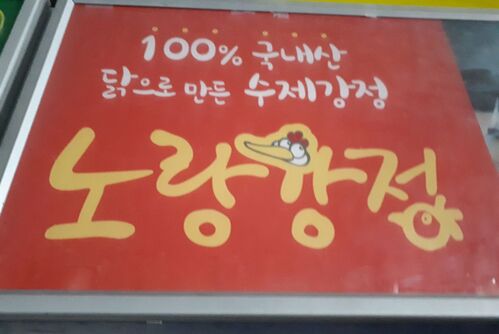 100% 국내산
닭으로 만든 수제강정
노랑강정